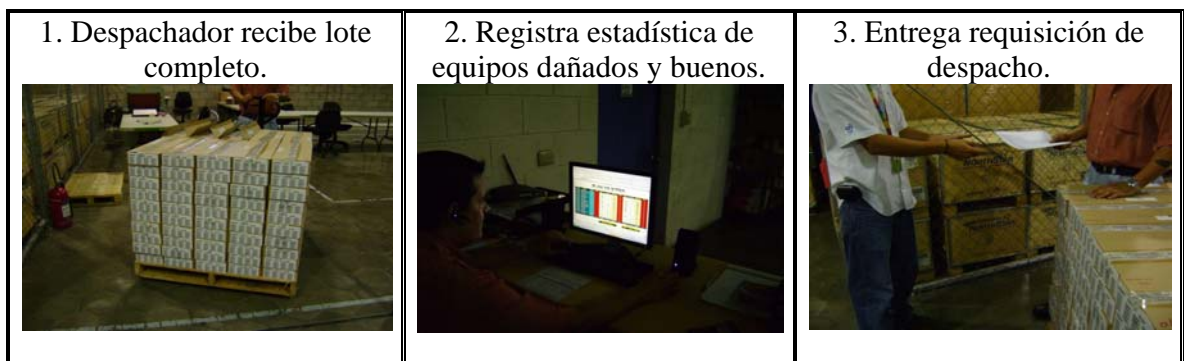 1. Despachador recibe lote
completo.
2. Registra estadística de
equipos dañados y buenos.
3. Entrega requisición de
despacho.